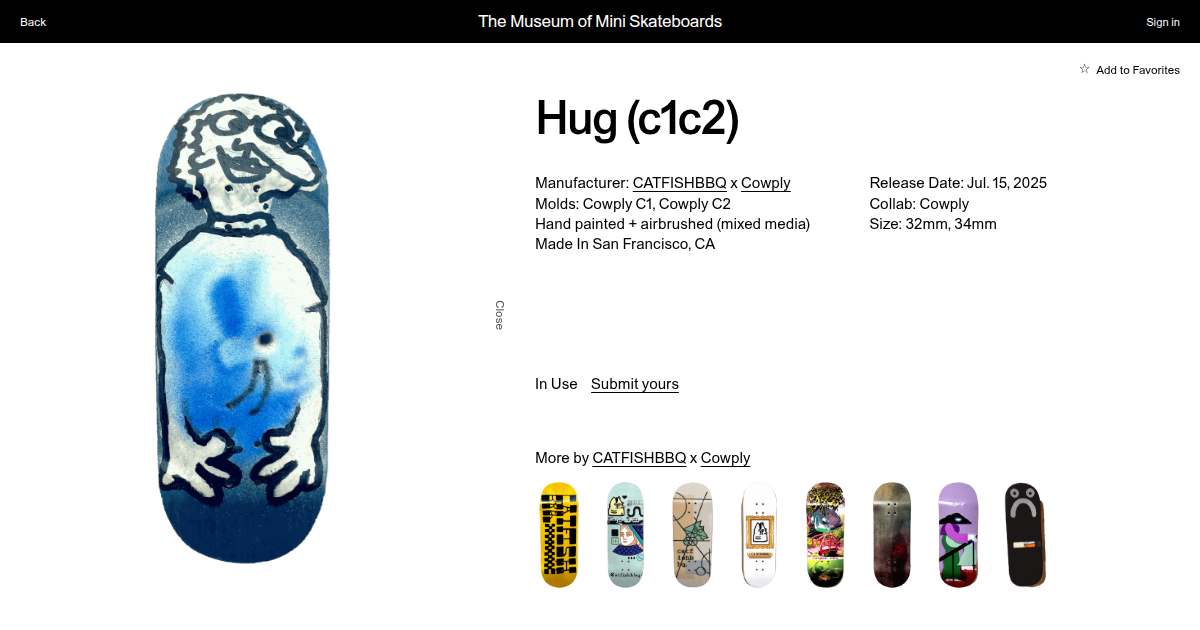 Back
The Museum of Mini Skateboards
Sign in
☆ Add to Favorites
Hug (c1c2)
Manufacturer: CATFISHBBQ x Cowply
Molds: Cowply C1, Cowply C2
Hand painted + airbrushed (mixed media)
Made In San Francisco, CA
Release Date: Jul. 15, 2025
Collab: Cowply
Size: 32mm, 34mm
Close
In Use
Submit yours
More by CATFISHBBQ x Cowply